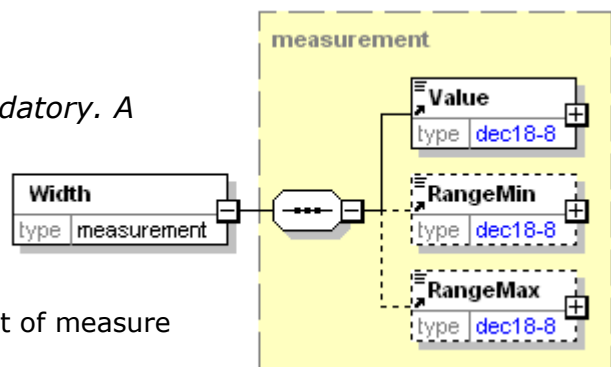 measurement
datory. A
Value
type dec18-8
Width
type measurement
RangeMin
type dec18-8
RangeMax
type dec18-8
t of measure